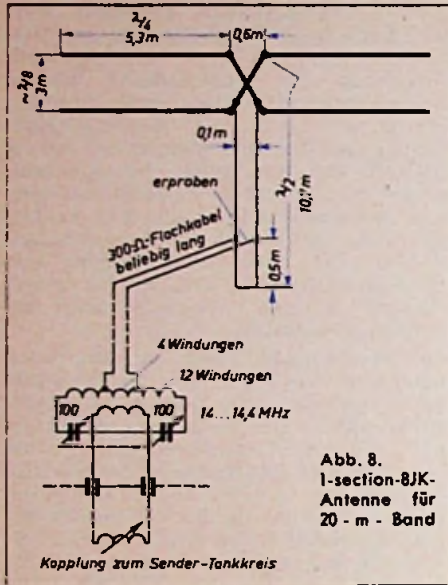 λ/4
5,3m
0,6m
~λ/8
3m
0,1m
erproben
λ/2
10,7m
300-Ω-Flachkabel
beliebig lang
0,5m
4 Windungen
12 Windungen
100
100
14...14,4 MHz
Abb. 8.
1-section-8JK-
Antenne für
20-m-Band
Kopplung zum Sender-Tankkreis